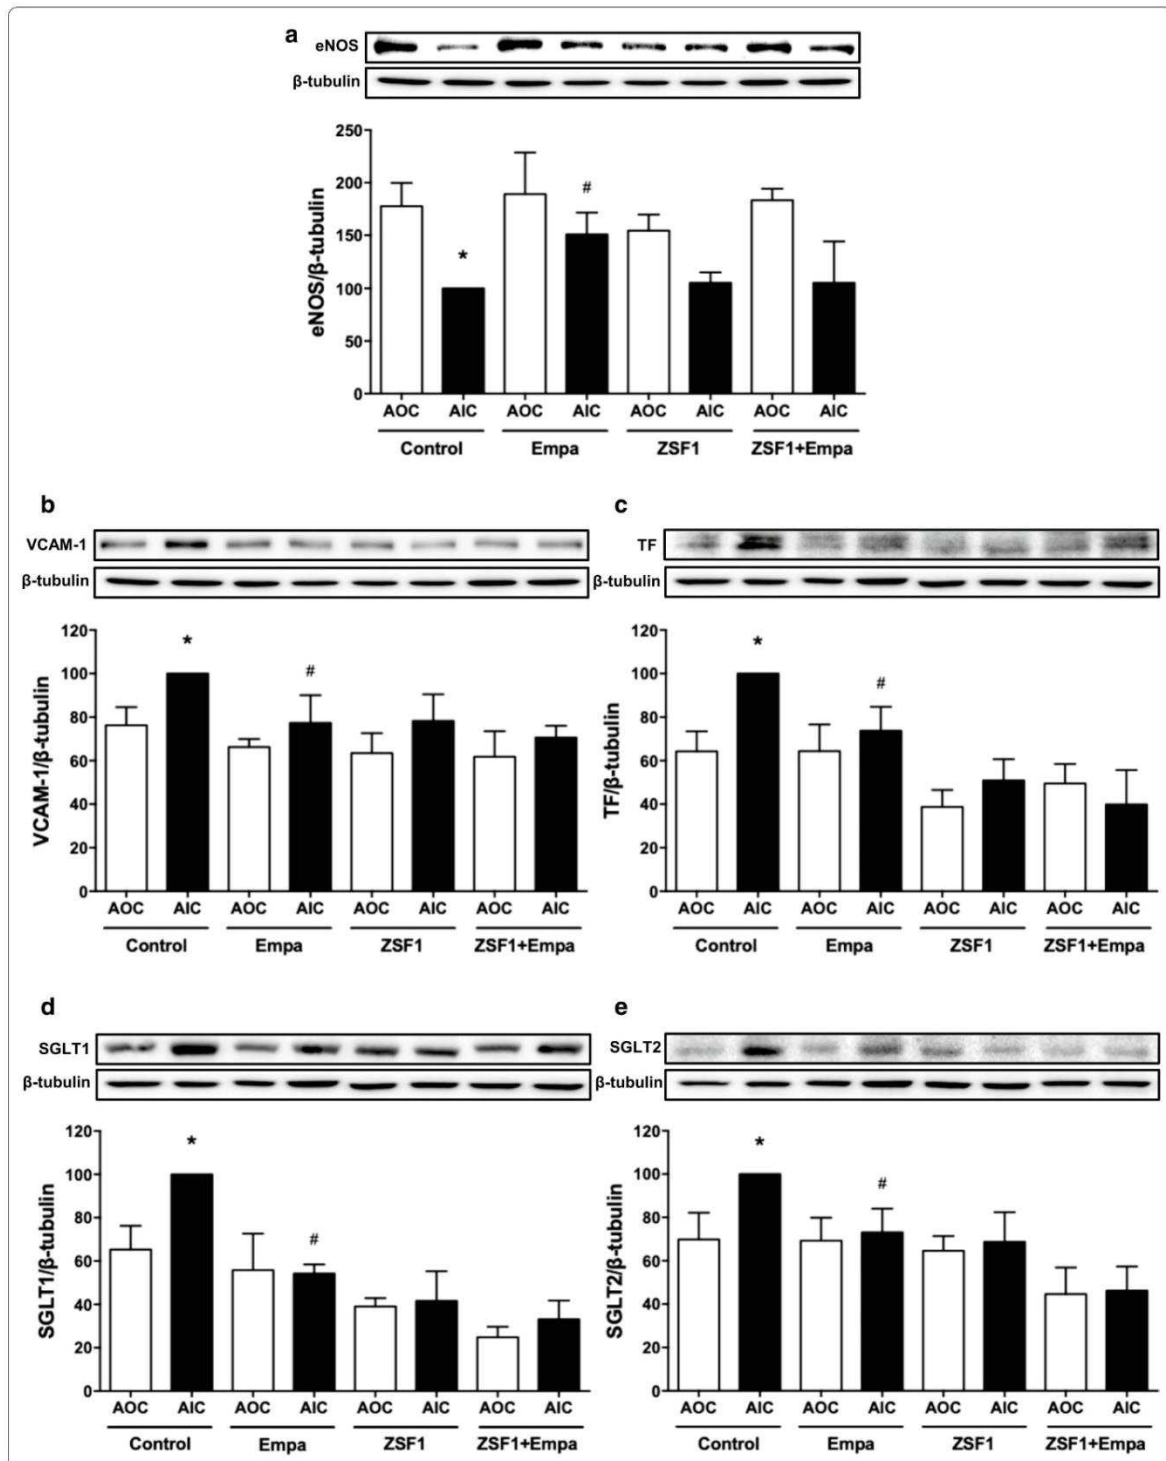 a
eNOS
β-tubulin
eNOS/β-tubulin
250
200
150
100
50
0
*
#
AOC AIC AOC AIC AOC AIC AOC AIC
Control Empa ZSF1 ZSF1+Empa
b
VCAM-1
β-tubulin
VCAM-1/β-tubulin
120
100
80
60
40
20
0
*
#
AOC AIC AOC AIC AOC AIC AOC AIC
Control Empa ZSF1 ZSF1+Empa
c
TF
β-tubulin
TF/β-tubulin
120
100
80
60
40
20
0
*
#
AOC AIC AOC AIC AOC AIC AOC AIC
Control Empa ZSF1 ZSF1+Empa
d
SGLT1
β-tubulin
SGLT1/β-tubulin
120
100
80
60
40
20
0
*
#
AOC AIC AOC AIC AOC AIC AOC AIC
Control Empa ZSF1 ZSF1+Empa
e
SGLT2
β-tubulin
SGLT2/β-tubulin
120
100
80
60
40
20
0
*
#
AOC AIC AOC AIC AOC AIC AOC AIC
Control Empa ZSF1 ZSF1+Empa